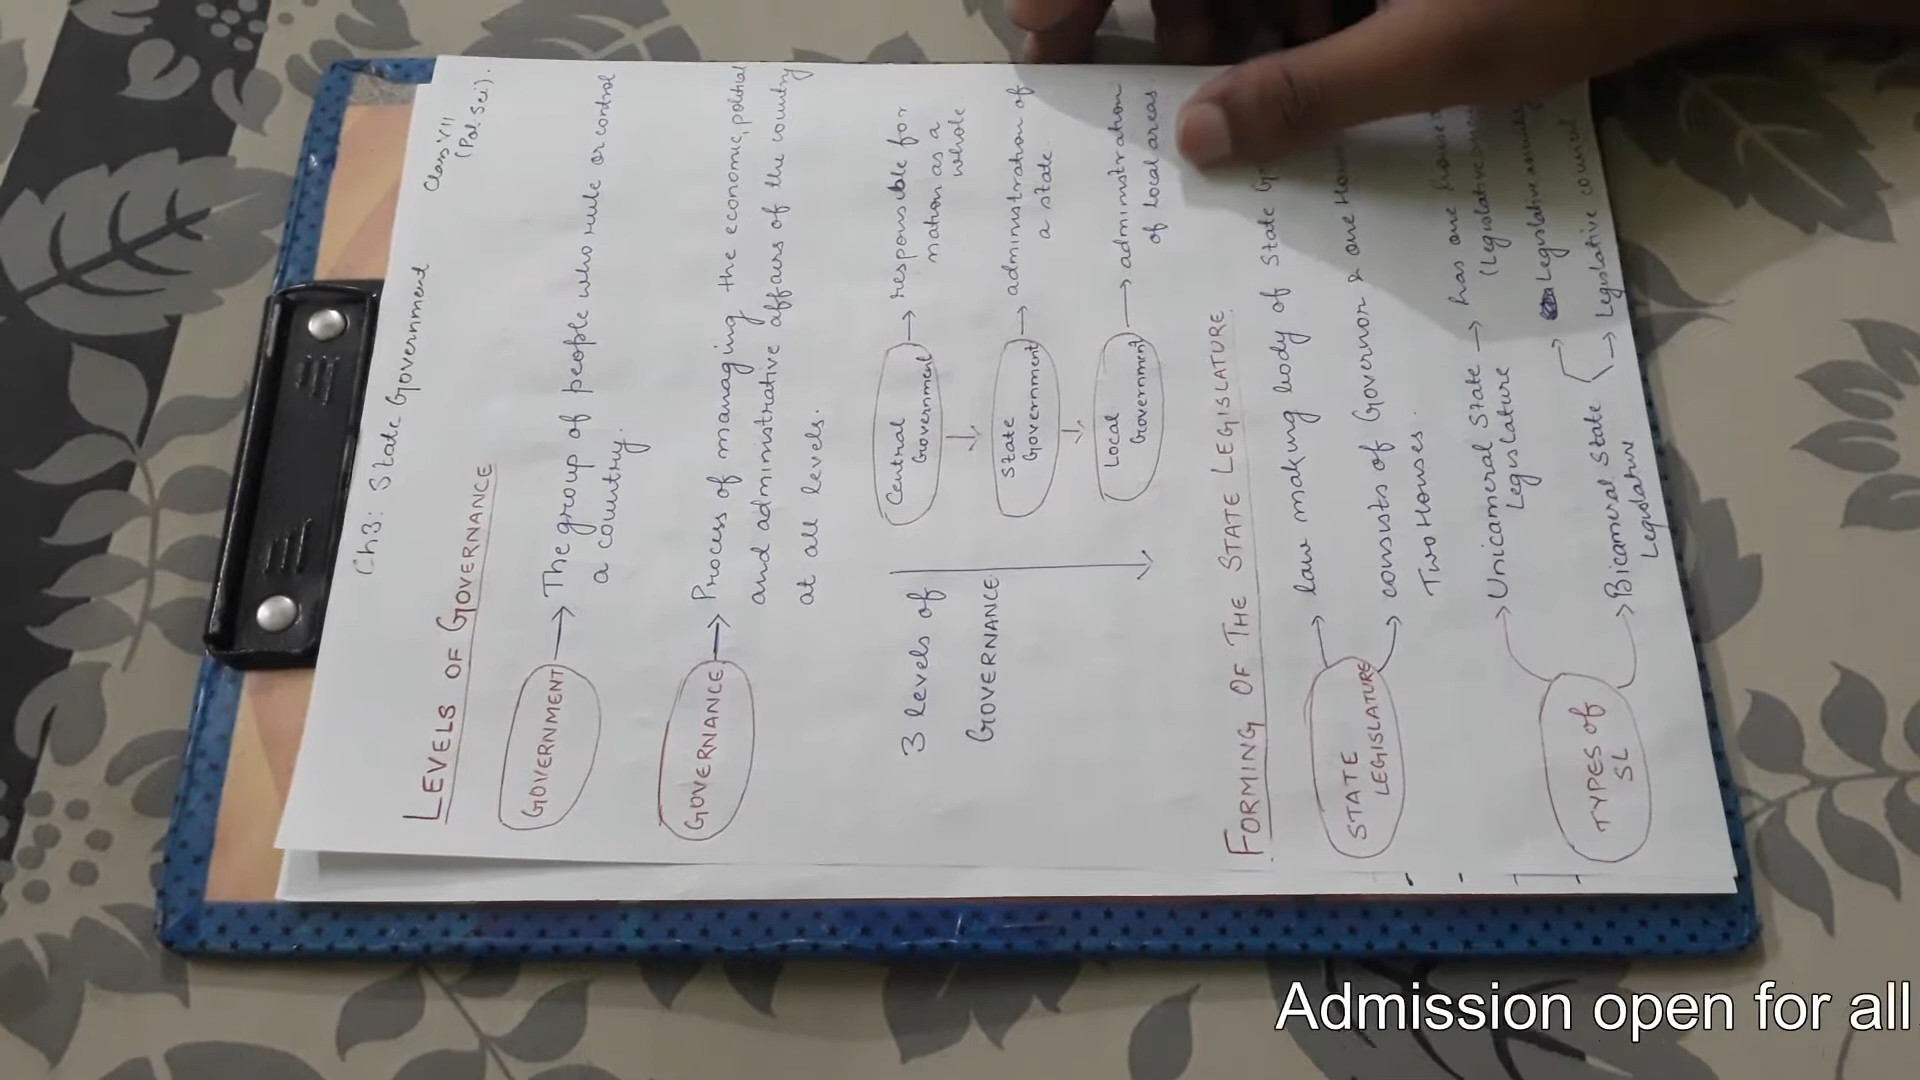 Class VII
(Pol. Sci).
Ch3: State Government
LEVELS OF GOVERNANCE
GOVERNMENT → The group of people who rule or control
a country.
GOVERNANCE → Process of managing the economic, political
and administrative affairs of the country
at all levels.
3 levels of
GOVERNANCE
Central Government → responsible for
nation as a
whole
↓
State Government → administration of
a state
↓
Local Government → administration
of local areas.
FORMING OF THE STATE LEGISLATURE
STATE LEGISLATURE → law making body of State
→ consists of Governor & one
Two Houses.
TYPES of SL → Unicameral State Legislature → has one house
(Legislative
→ Bicameral State Legislature → Legislative assembly
→ Legislative council
Admission open for all